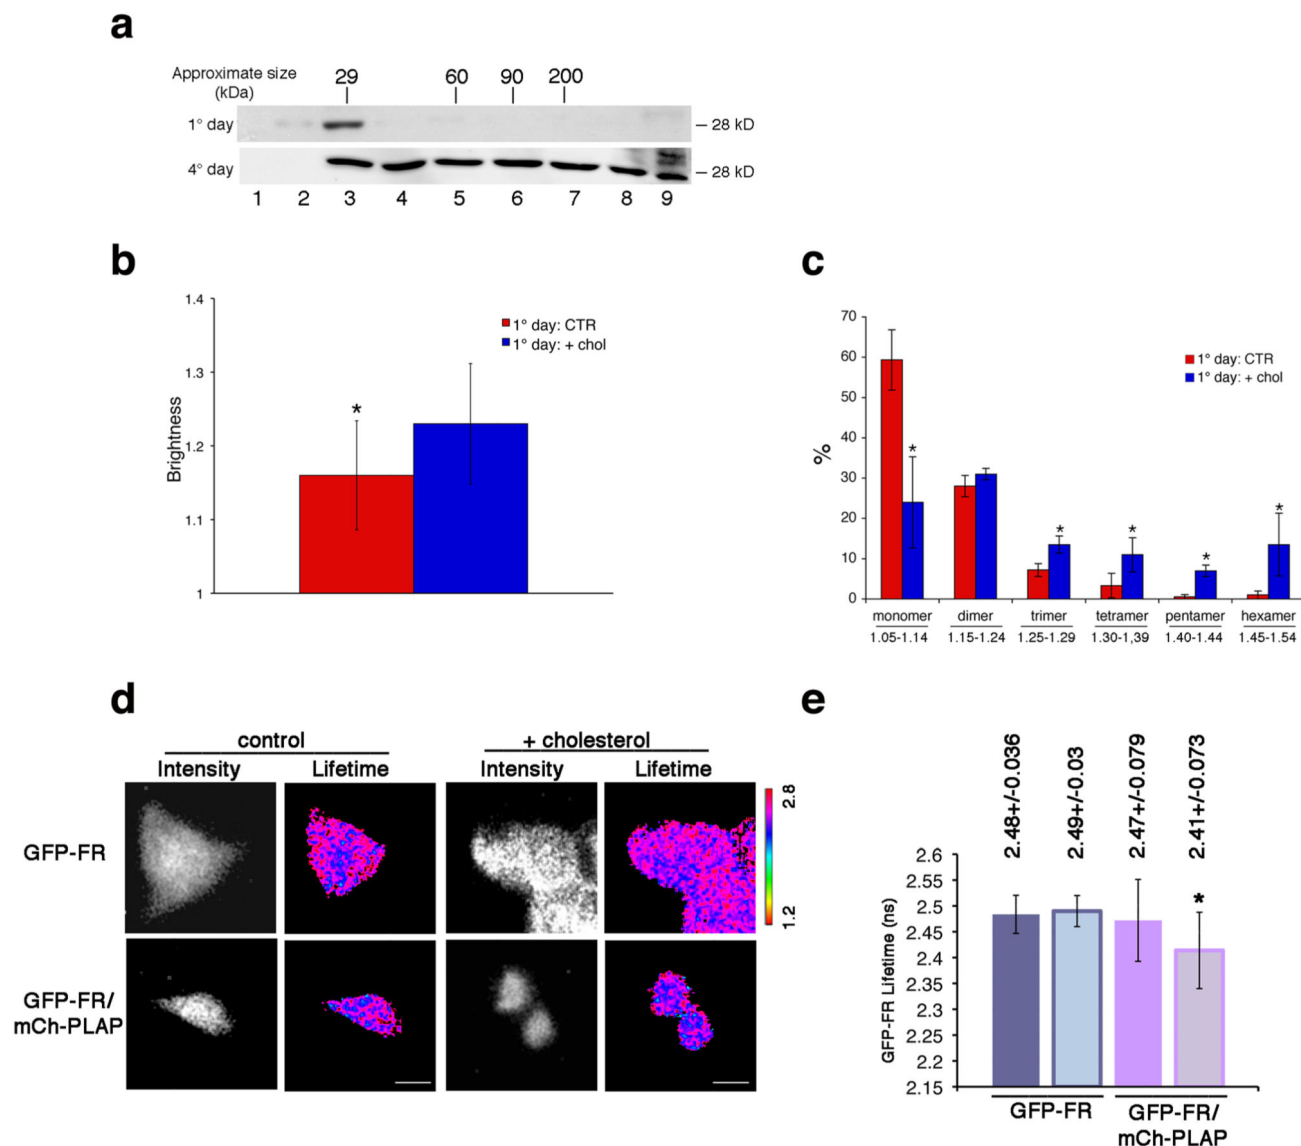 a
Approximate size
(kDa)
29 60 90 200
1° day
28 kD
4° day
28 kD
1 2 3 4 5 6 7 8 9
b
1.4
1.3
1.2
1.1
1
Brightness
*
1° day: CTR
1° day: + chol
c
70
60
50
40
30
20
10
0
%
1° day: CTR
1° day: + chol
* * * * *
monomer dimer trimer tetramer pentamer hexamer
1.05-1.14 1.15-1.24 1.25-1.29 1.30-1,39 1.40-1.44 1.45-1.54
d
control + cholesterol
Intensity Lifetime Intensity Lifetime
GFP-FR
GFP-FR/
mCh-PLAP
2.8
1.2
e
2.48+/-0.036
2.49+/-0.03
2.47+/-0.079
2.41+/-0.073
GFP-FR Lifetime (ns)
2.6
2.55
2.5
2.45
2.4
2.35
2.3
2.25
2.2
2.15
*
GFP-FR
GFP-FR/
mCh-PLAP